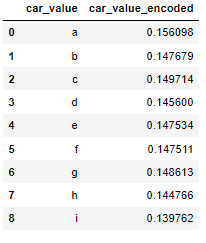 car_value car_value_encoded
0 a 0.156098
1 b 0.147679
2 c 0.149714
3 d 0.145600
4 e 0.147534
5 f 0.147511
6 g 0.148613
7 h 0.144766
8 i 0.139762